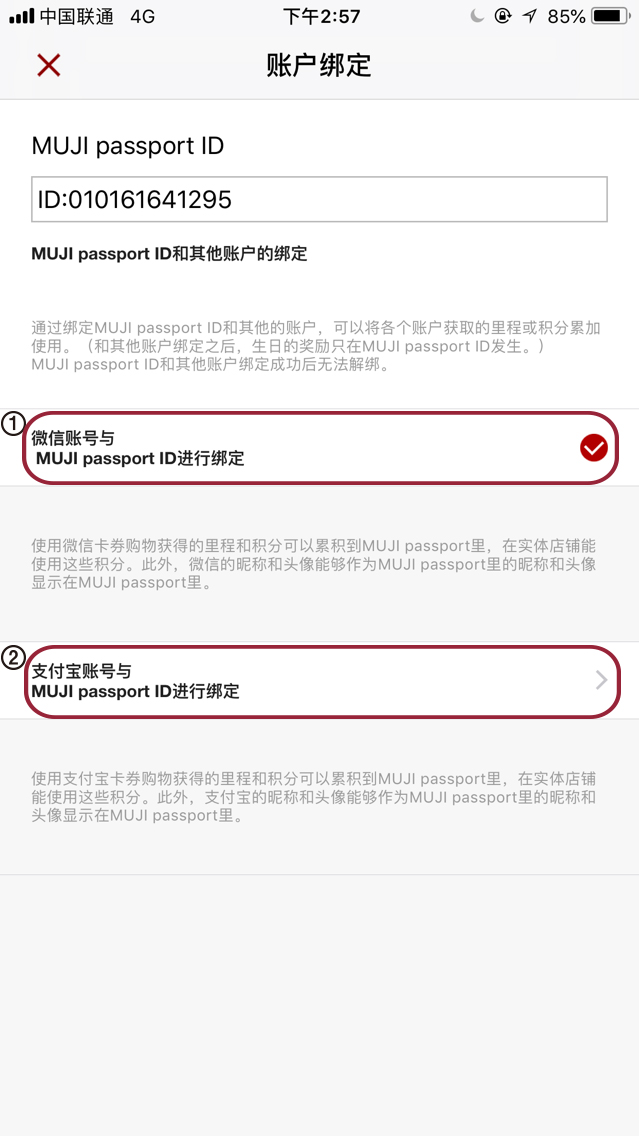 中国联通 4G 下午2:57 85%
账户绑定
MUJI passport ID
ID:010161641295
MUJI passport ID和其他账户的绑定
通过绑定MUJI passport ID和其他的账户，可以将各个账户获取的里程或积分累加
使用。（和其他账户绑定之后，生日的奖励只在MUJI passport ID发生。）
MUJI passport ID和其他账户绑定成功后无法解绑。
①
微信账号与
MUJI passport ID进行绑定
使用微信卡券购物获得的里程和积分可以累积到MUJI passport里，在实体店铺能
使用这些积分。此外，微信的昵称和头像能够作为MUJI passport里的昵称和头像
显示在MUJI passport里。
②
支付宝账号与
MUJI passport ID进行绑定
使用支付宝卡券购物获得的里程和积分可以累积到MUJI passport里，在实体店铺
能使用这些积分。此外，支付宝的昵称和头像能够作为MUJI passport里的昵称和
头像显示在MUJI passport里。